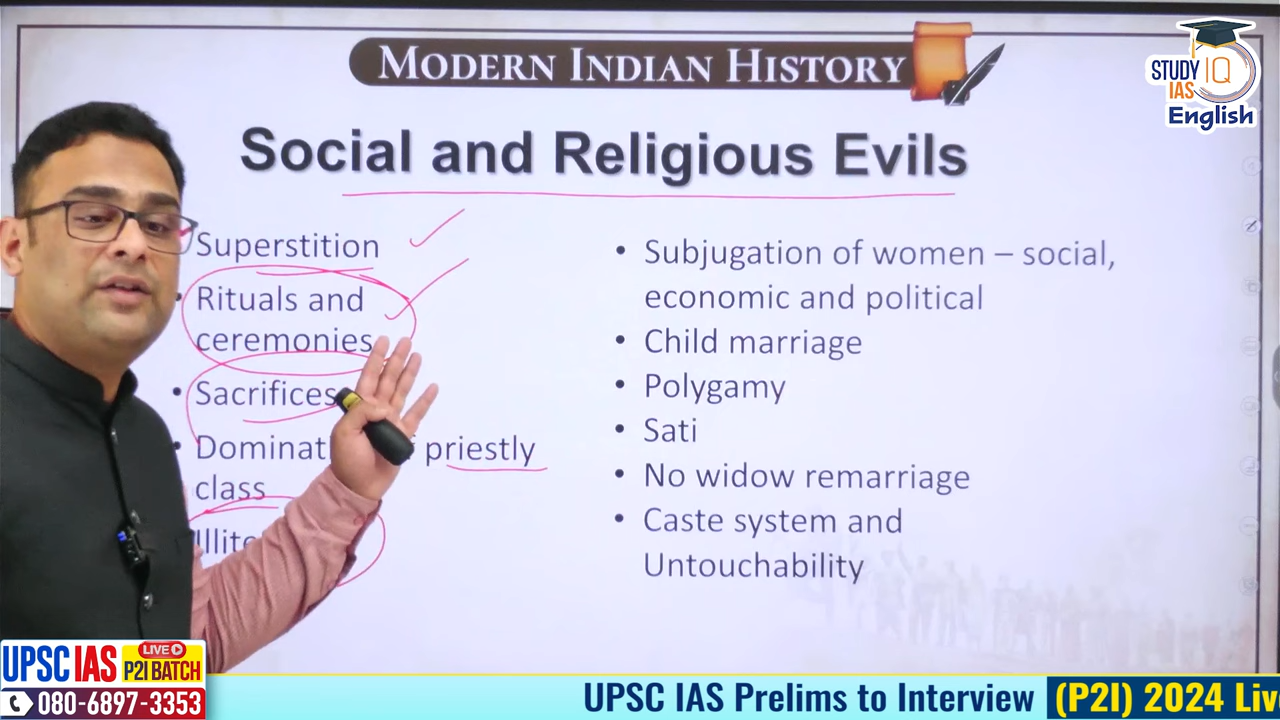 MODERN INDIAN HISTORY
STUDY IQ
IAS
English
Social and Religious Evils
• Superstition
• Rituals and
ceremonies
• Sacrifices
• priestly
class
• Subjugation of women – social,
economic and political
• Child marriage
• Polygamy
• Sati
• No widow remarriage
• Caste system and
Untouchability
LIVE
UPSC IAS P2I BATCH
080-6897-3353
UPSC IAS Prelims to Interview (P2I) 2024 Liv